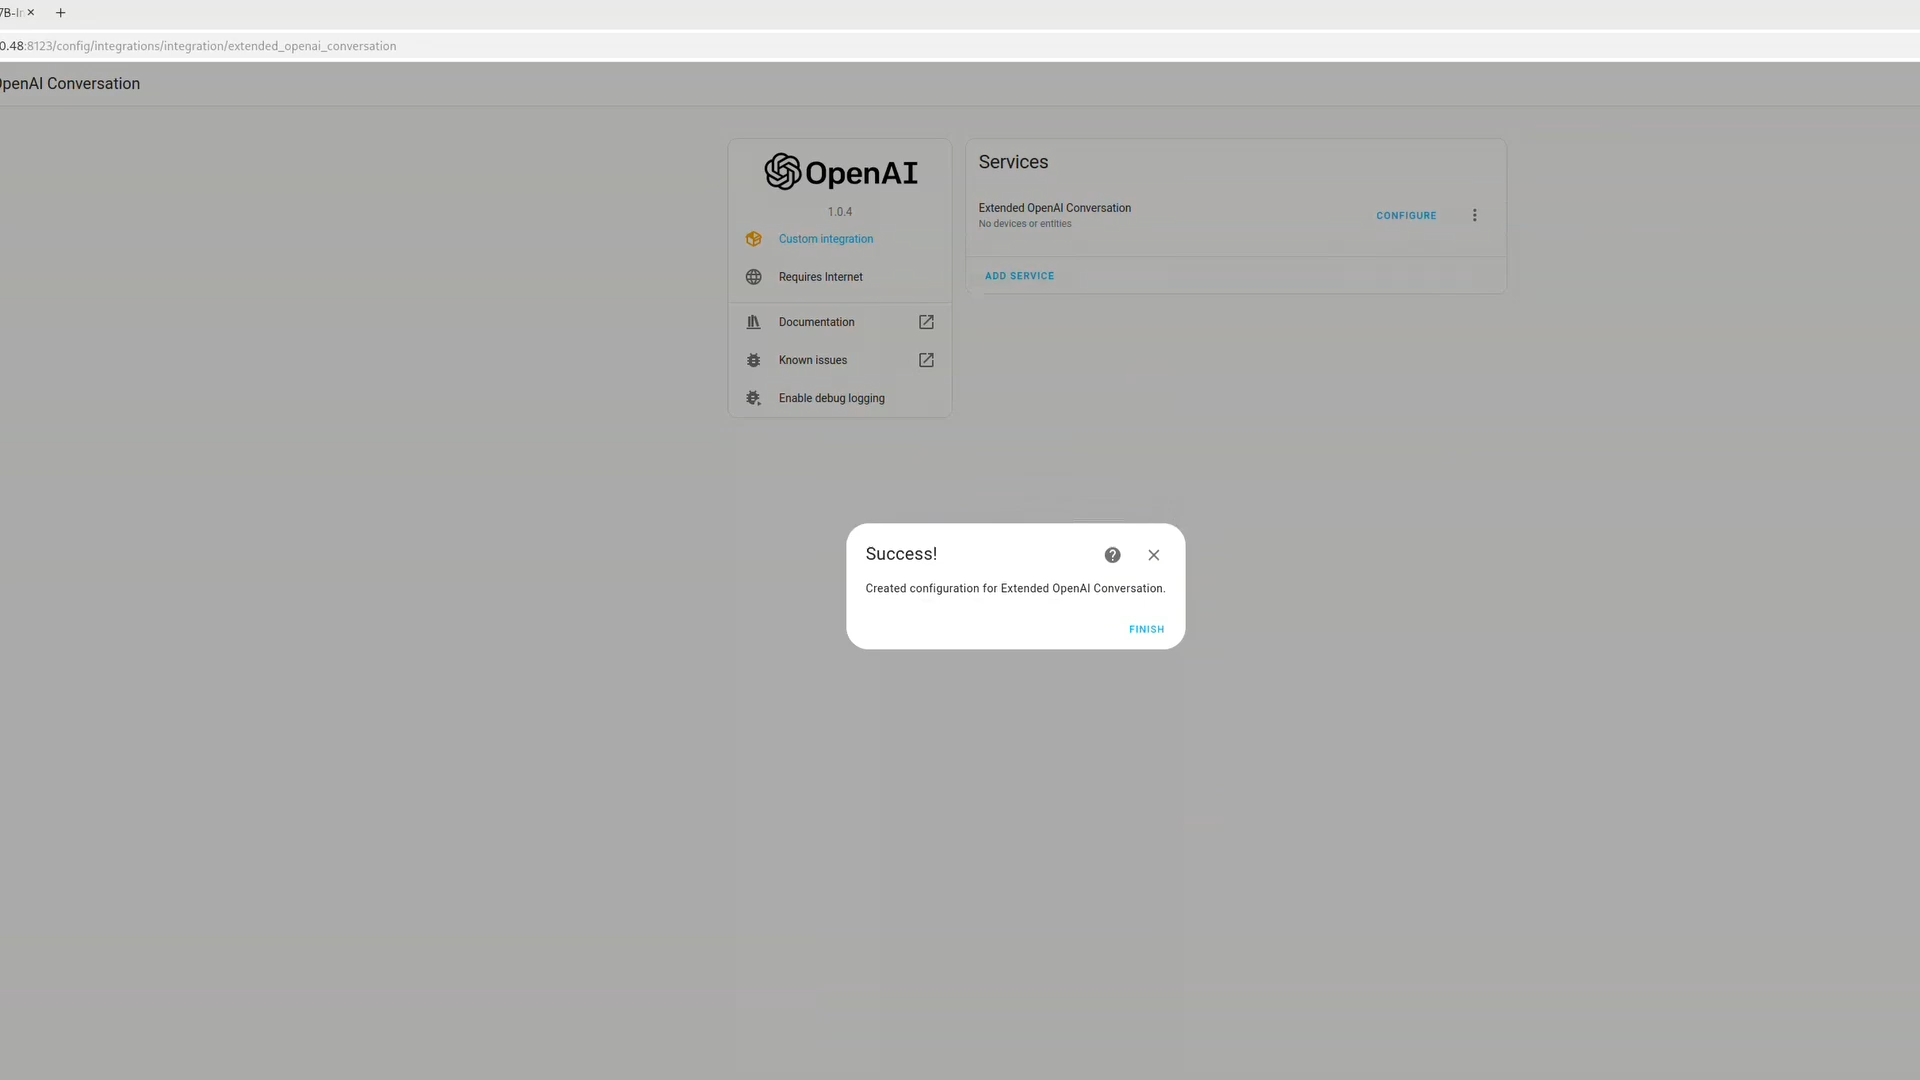 7B-In
0.48:8123/config/integrations/integration/extended_openai_conversation
OpenAI Conversation
OpenAI
1.0.4
Custom integration
Requires Internet
Documentation
Known issues
Enable debug logging
Services
Extended OpenAI Conversation
No devices or entities
CONFIGURE
ADD SERVICE
Success!
Created configuration for Extended OpenAI Conversation.
FINISH